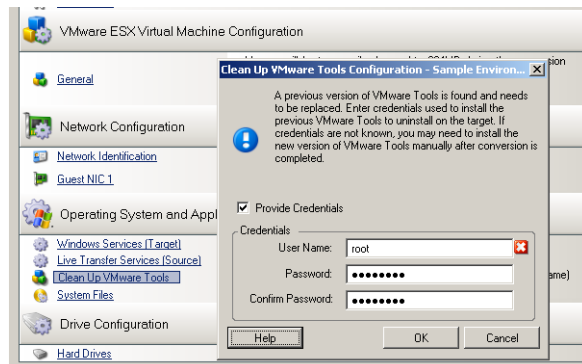 VMware ESX Virtual Machine Configuration
General
Network Configuration
Network Identification
Guest NIC 1
Operating System and Appl
Windows Services (Target)
Live Transfer Services (Source)
Clean Up VMware Tools
System Files
Drive Configuration
Hard Drives
Clean Up VMware Tools Configuration - Sample Environ...
A previous version of VMware Tools is found and needs
to be replaced. Enter credentials used to install the
previous VMware Tools to uninstall on the target. If
credentials are not known, you may need to install the
new version of VMware Tools manually after conversion is
completed.
Provide Credentials
Credentials
User Name: root
Password:
Confirm Password:
Help OK Cancel